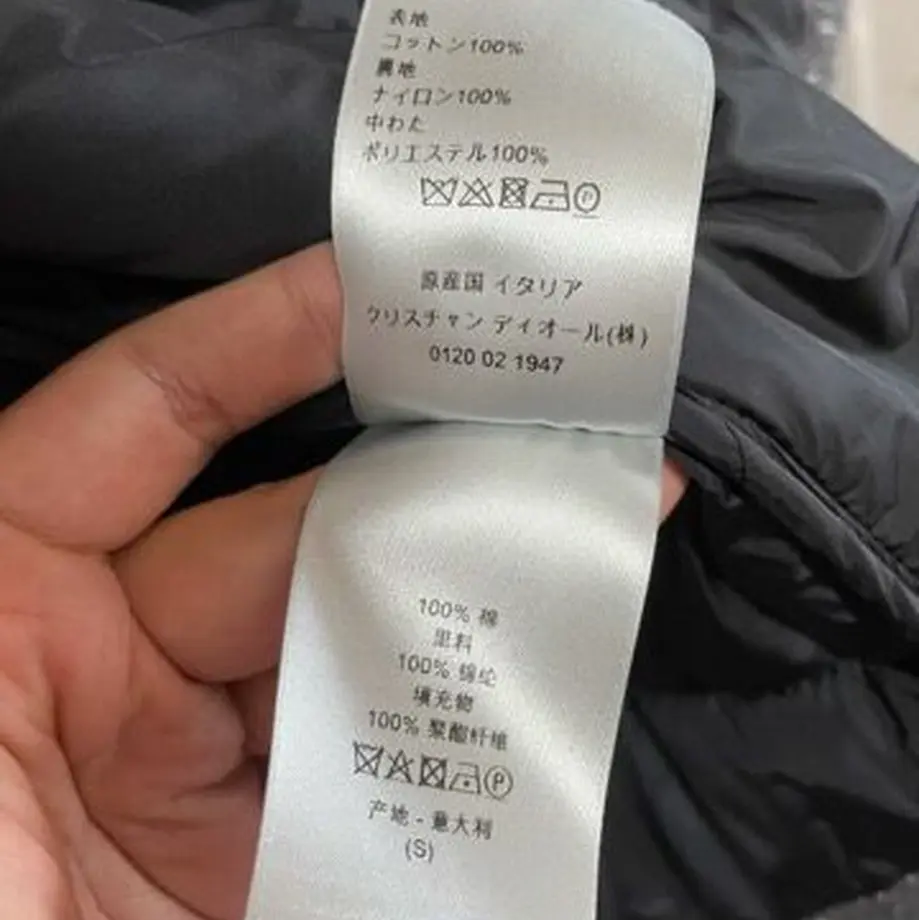 表地
コットン100%
裏地
ナイロン100%
中わた
ポリエステル100%
P
原産国 イタリア
クリスチャン ディオール(株)
0120 02 1947
100% 棉
里料
100% 锦纶
填充物
100% 聚酯纤维
P
产地 - 意大利
(S)